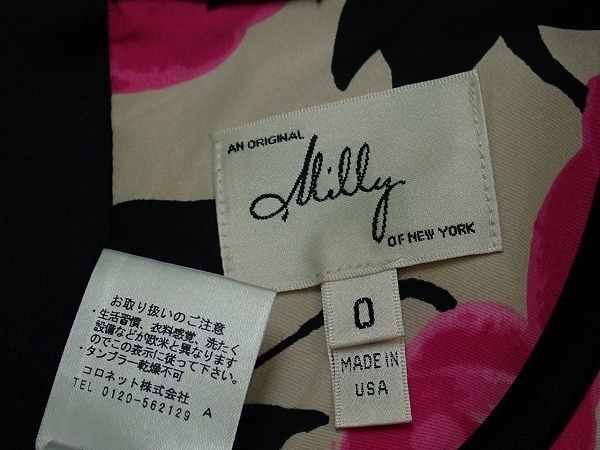 AN ORIGINAL
Milly
OF NEW YORK
0
MADE IN
USA
お取り扱いのご注意
・生活習慣、衣料感覚、洗たく
設備などが欧米と異なります
のでこの表示に従って下さい。
・タンブラー乾燥不可
コロネット株式会社
TEL 0120-562129 A